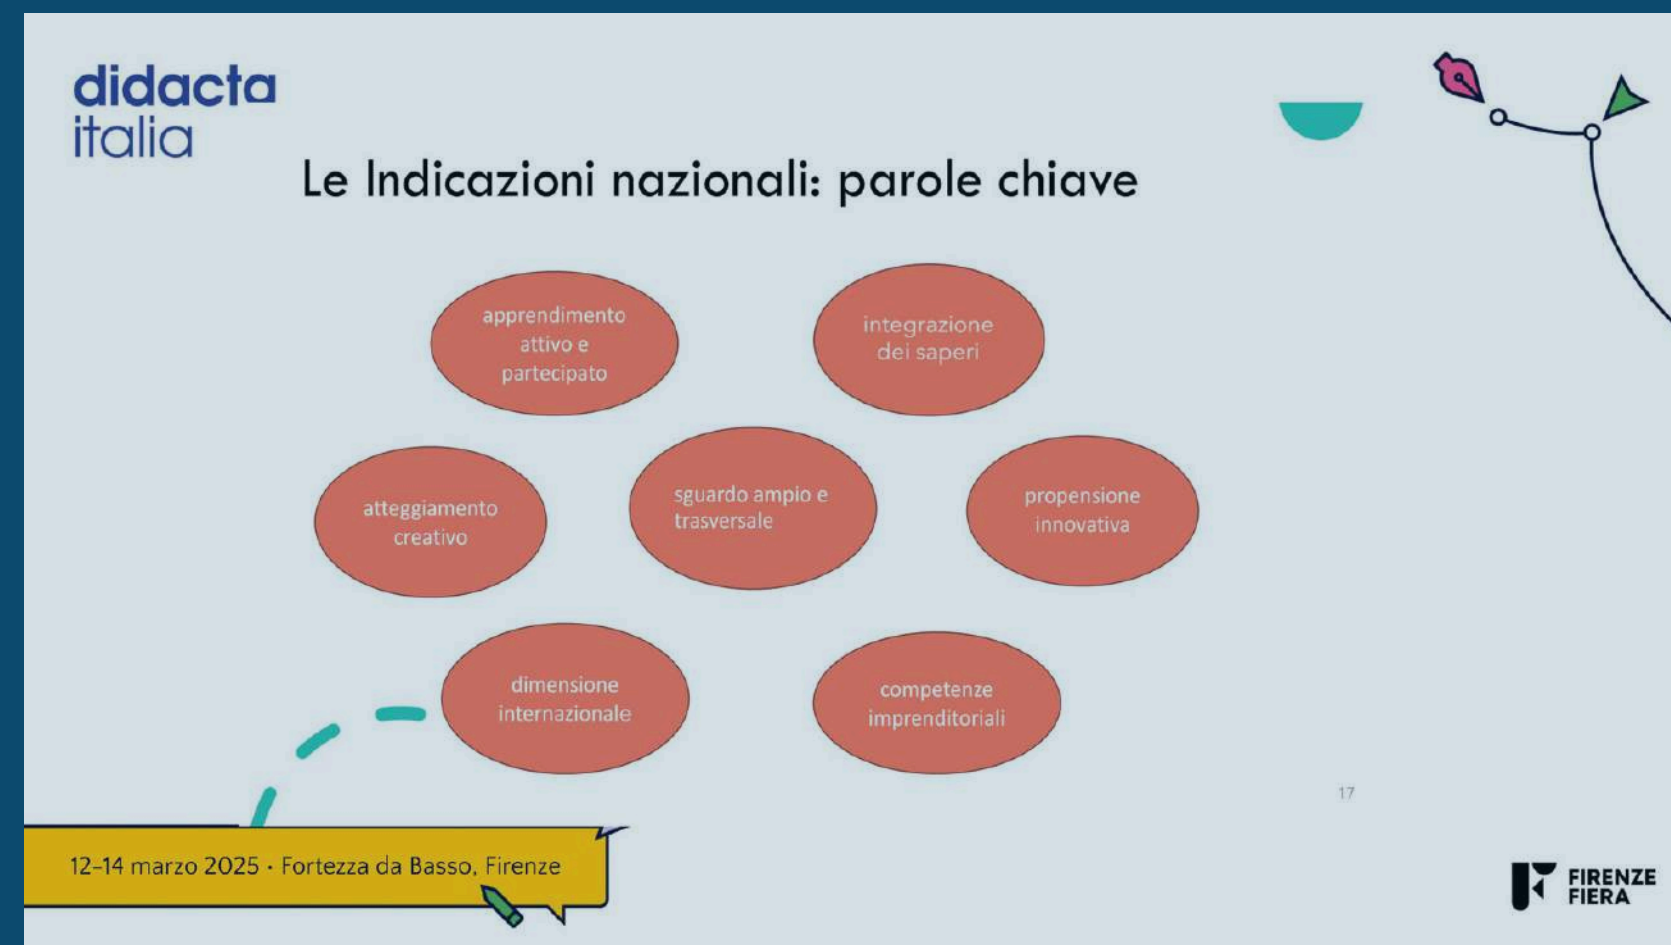 didacta
italia
Le Indicazioni nazionali: parole chiave
apprendimento
attivo e
partecipato
integrazione
dei saperi
atteggiamento
creativo
sguardo ampio e
trasversale
propensione
innovativa
dimensione
internazionale
competenze
imprenditoriali
17
12–14 marzo 2025 · Fortezza da Basso, Firenze
FIRENZE
FIERA